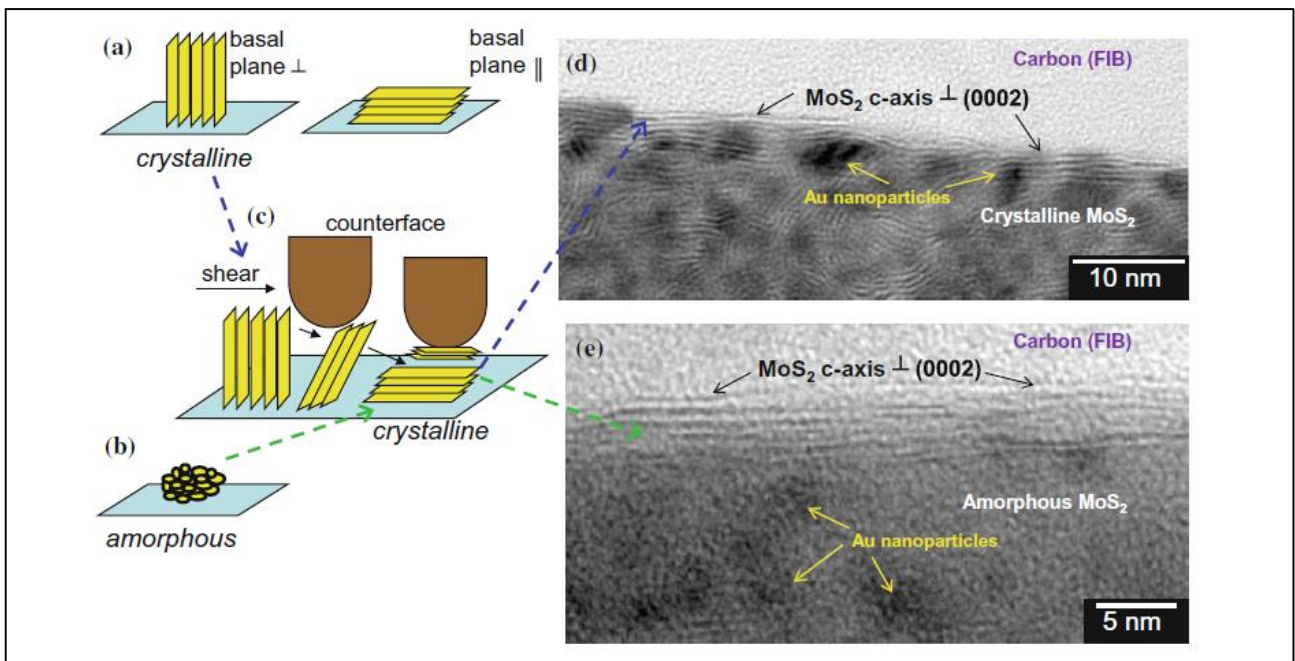 (a)
basal
plane ⊥
basal
plane ∥
crystalline
(c)
counterface
shear
crystalline
(b)
amorphous
(d)
Carbon (FIB)
MoS₂ c-axis ⊥ (0002)
Au nanoparticles
Crystalline MoS₂
10 nm
(e)
Carbon (FIB)
MoS₂ c-axis ⊥ (0002)
Amorphous MoS₂
Au nanoparticles
5 nm